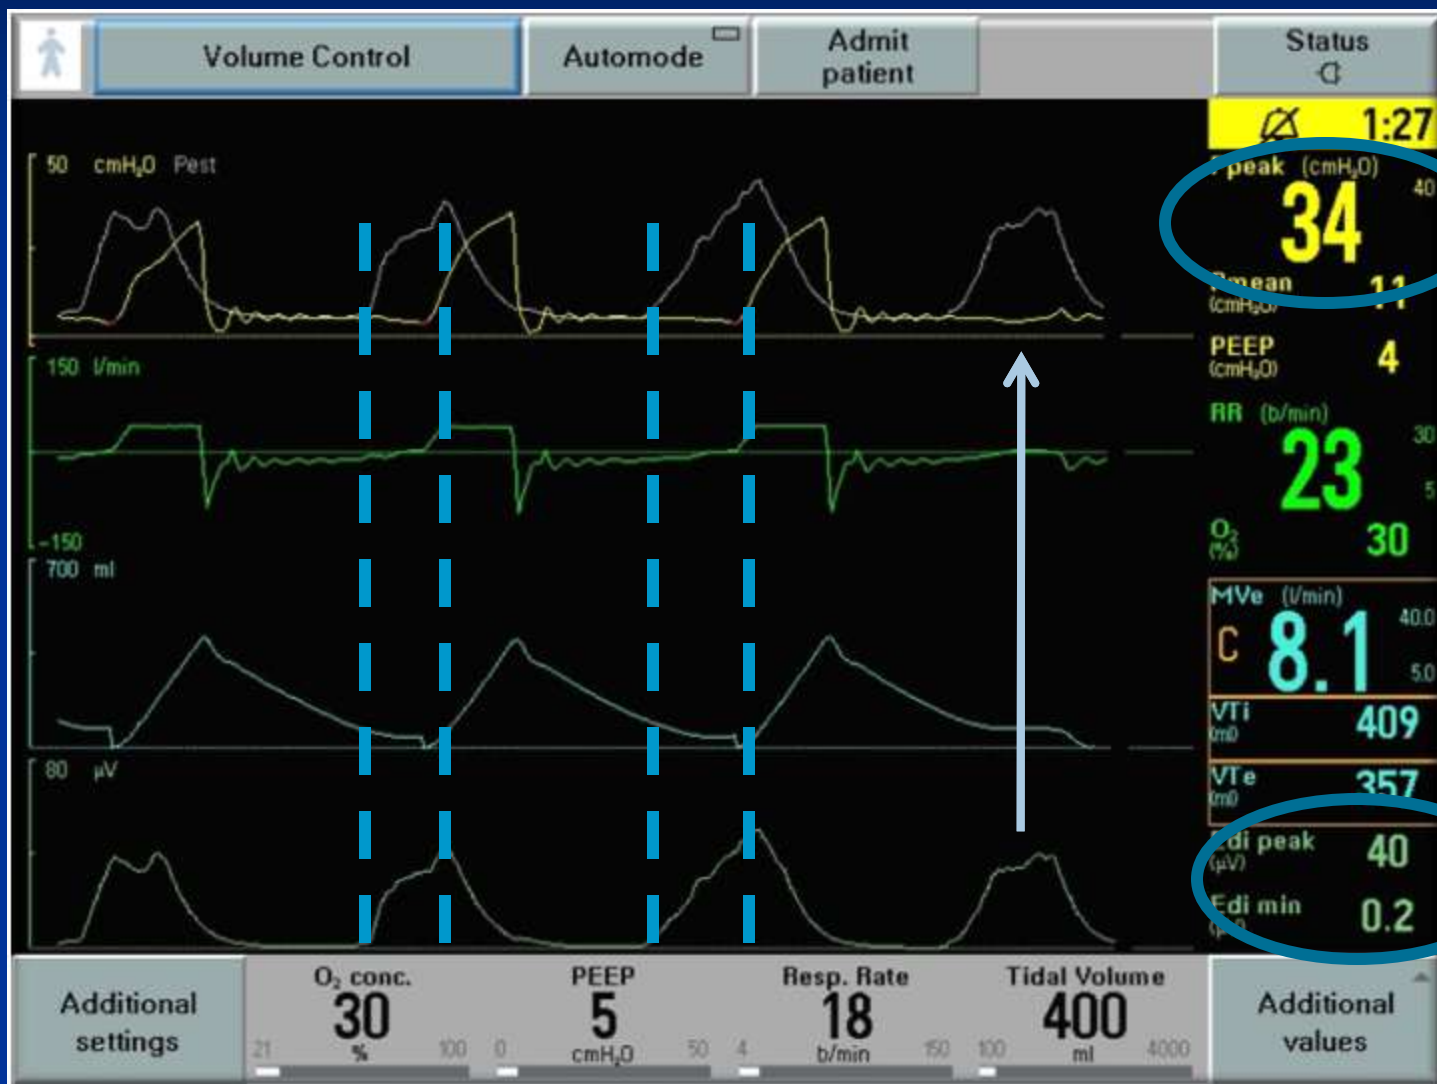 Volume Control
Automode
Admit
patient
Status
1:27
50 cmH₂O Pest
Ppeak (cmH₂O)
34
40
Pmean
(cmH₂O)
11
PEEP
(cmH₂O)
4
150 l/min
-150
RR (b/min)
23
30
5
O₂
(%)
30
700 ml
MVe (l/min)
C 8.1
40.0
5.0
VTi
(ml)
409
VTe
(ml)
357
80 µV
Edi peak
(µV)
40
Edi min
(µV)
0.2
Additional
settings
O₂ conc.
30
%
21
100
PEEP
5
cmH₂O
0
50
Resp. Rate
18
b/min
4
150
Tidal Volume
400
ml
100
4000
Additional
values